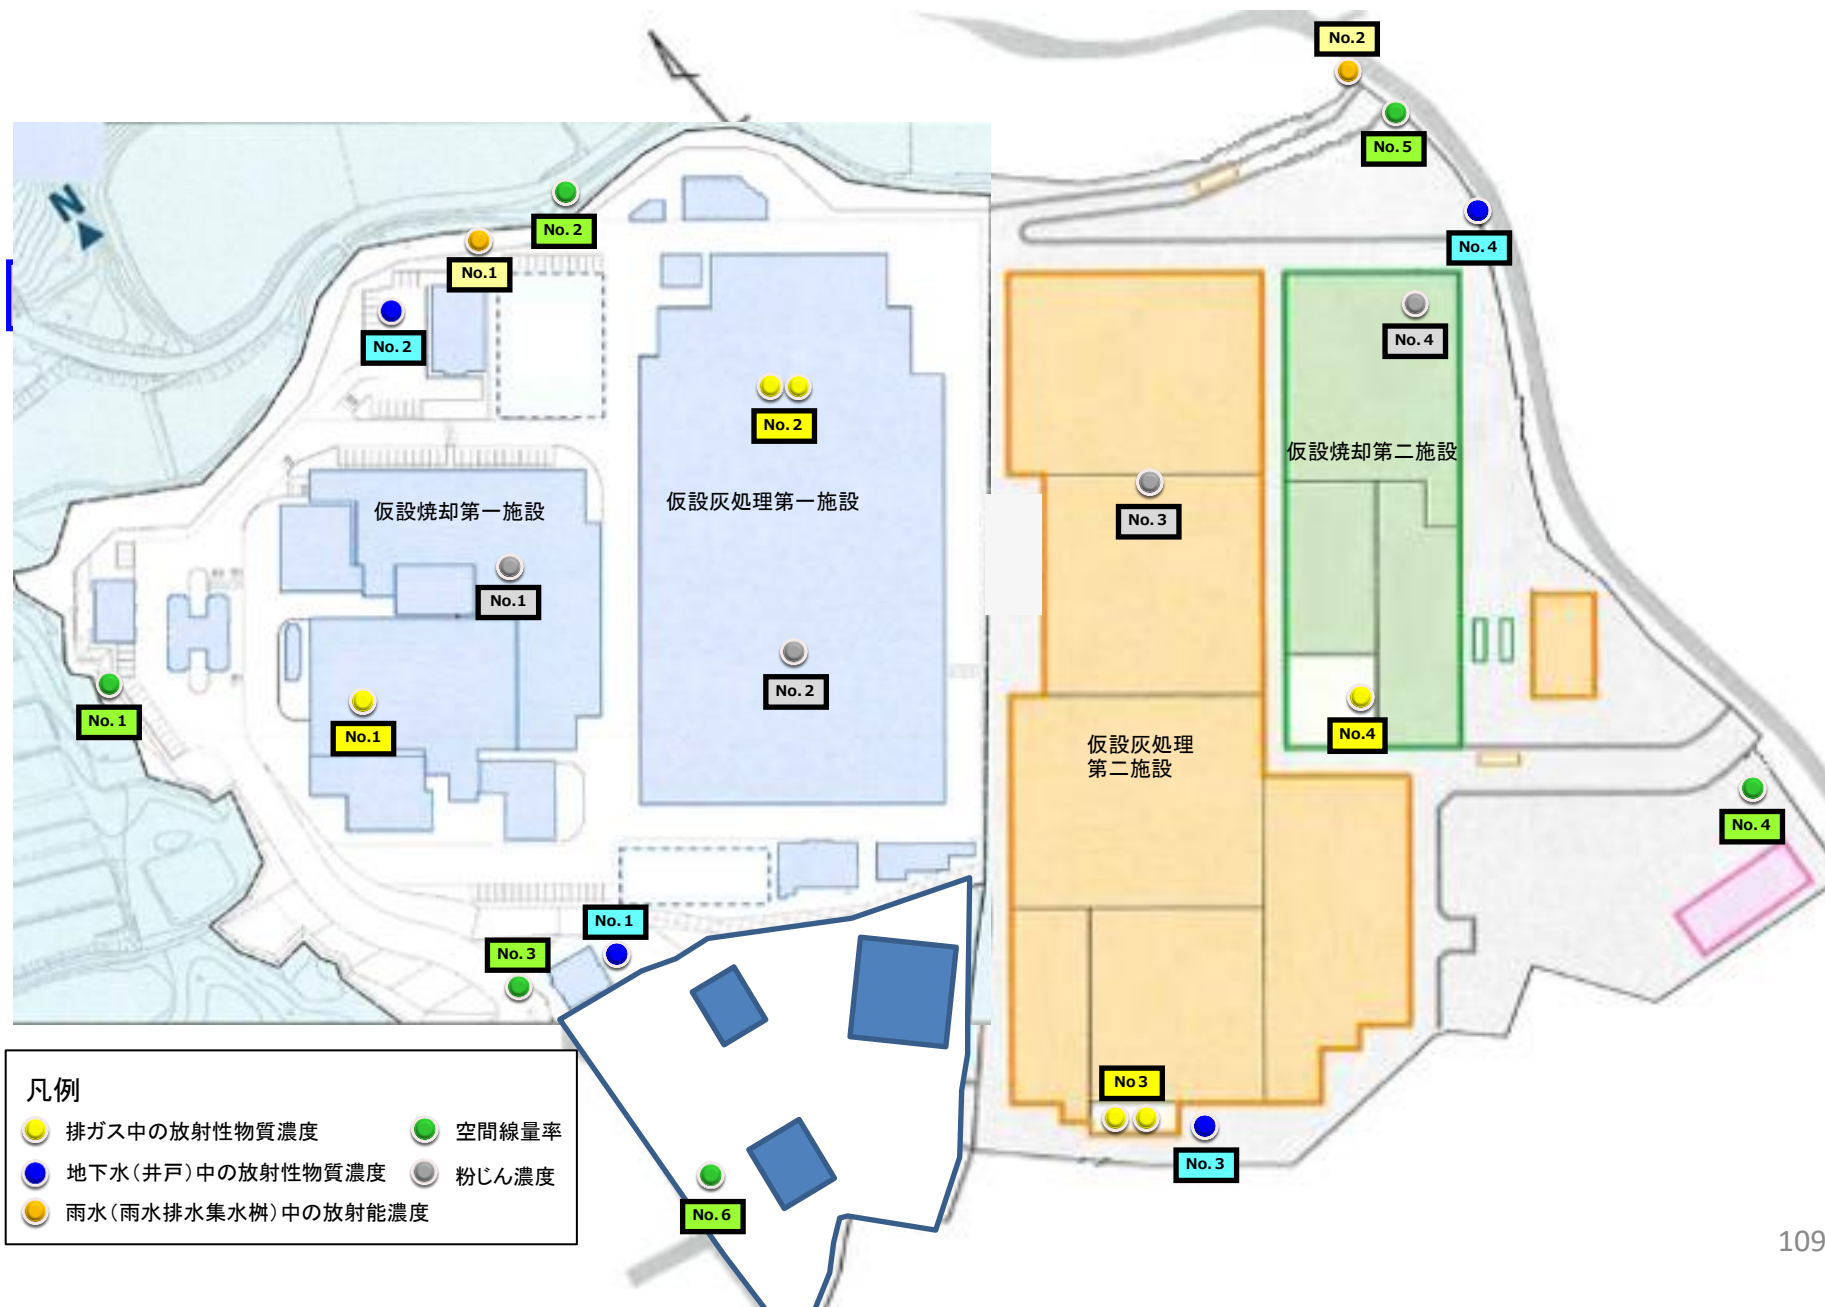 No.2
No.5
No.4
N
No.2
No.1
No.2
No.4
No.2
仮設焼却第二施設
仮設灰処理第一施設
仮設焼却第一施設
No.3
No.1
No.2
No.1
No.1
No.4
仮設灰処理
第二施設
No.4
No.1
No.3
No3
No.3
No.6
凡例
排ガス中の放射性物質濃度
空間線量率
地下水(井戸)中の放射性物質濃度
粉じん濃度
雨水(雨水排水集水桝)中の放射能濃度
109